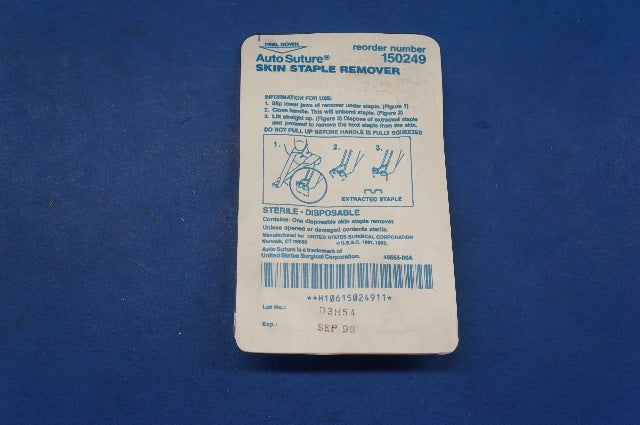 PEEL DOWN
Auto Suture® reorder number
SKIN STAPLE REMOVER 150249
INFORMATION FOR USE:
1. Slip lower jaws of remover under staple. (Figure 1)
2. Close handle. This will unbend staple. (Figure 2)
3. Lift straight up. (Figure 3) Dispose of extracted staple
and proceed to remove the next staple from the skin.
DO NOT PULL UP BEFORE HANDLE IS FULLY SQUEEZED
1. 2. 3.
EXTRACTED STAPLE
STERILE • DISPOSABLE
Contains: One disposable skin staple remover.
Unless opened or damaged contents sterile.
Manufactured for UNITED STATES SURGICAL CORPORATION
Norwalk, CT 06856 © U.S.S.C. 1981, 1985.
Auto Suture is a trademark of
United States Surgical Corporation.
*+H10615024911*
Lot No.: D3H54
Exp.: SEP 98